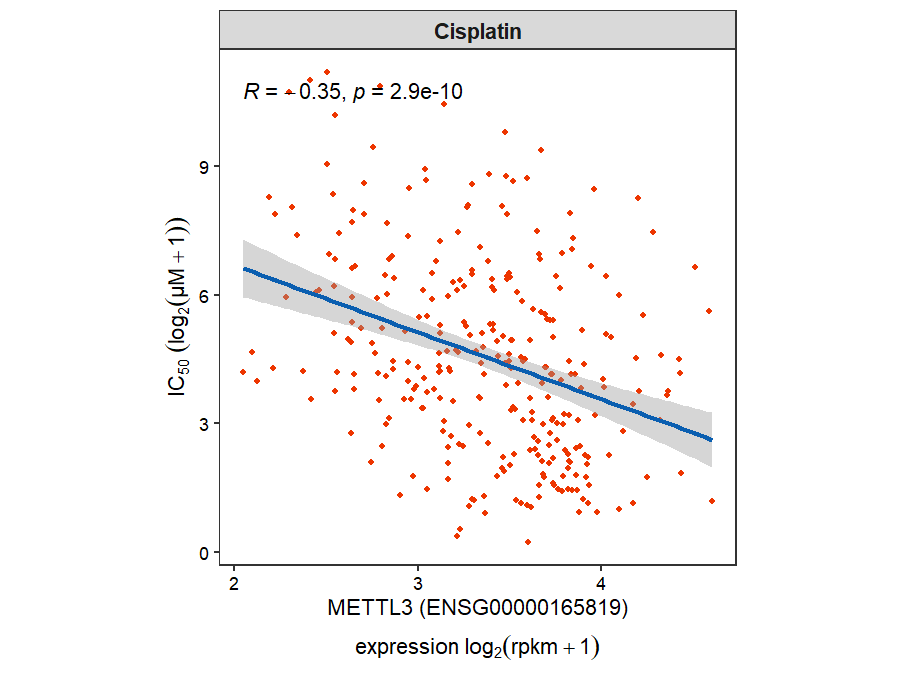 Cisplatin
R = −0.35, p = 2.9e-10
IC₅₀ (log₂(µM + 1))
9
6
3
0
2 3 4
METTL3 (ENSG00000165819)
expression log₂(rpkm + 1)